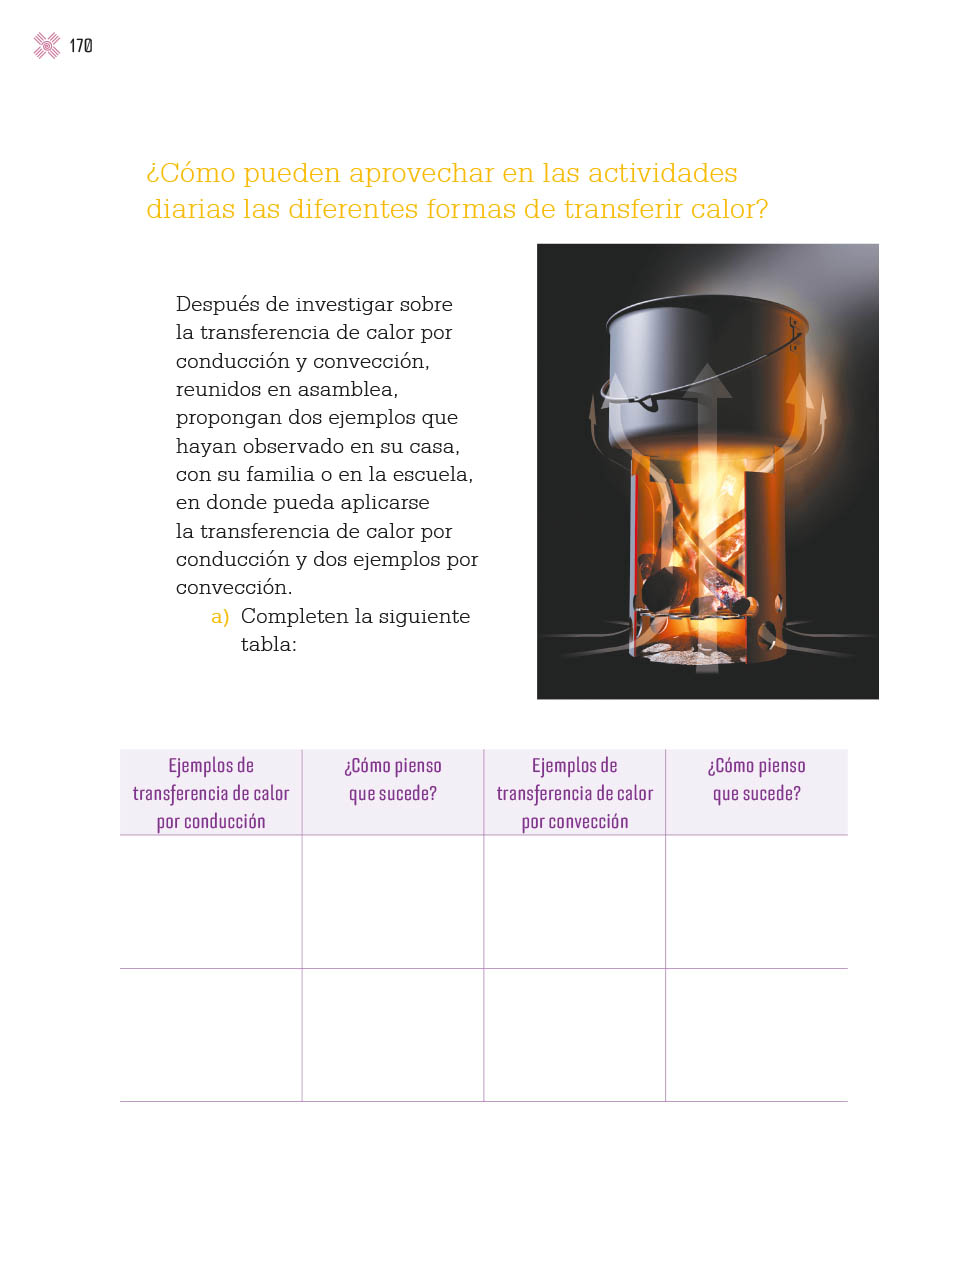 170
¿Cómo pueden aprovechar en las actividades
diarias las diferentes formas de transferir calor?
Después de investigar sobre
la transferencia de calor por
conducción y convección,
reunidos en asamblea,
propongan dos ejemplos que
hayan observado en su casa,
con su familia o en la escuela,
en donde pueda aplicarse
la transferencia de calor por
conducción y dos ejemplos por
convección.
a) Completen la siguiente
tabla:
Ejemplos de
transferencia de calor
por conducción
¿Cómo pienso
que sucede?
Ejemplos de
transferencia de calor
por convección
¿Cómo pienso
que sucede?